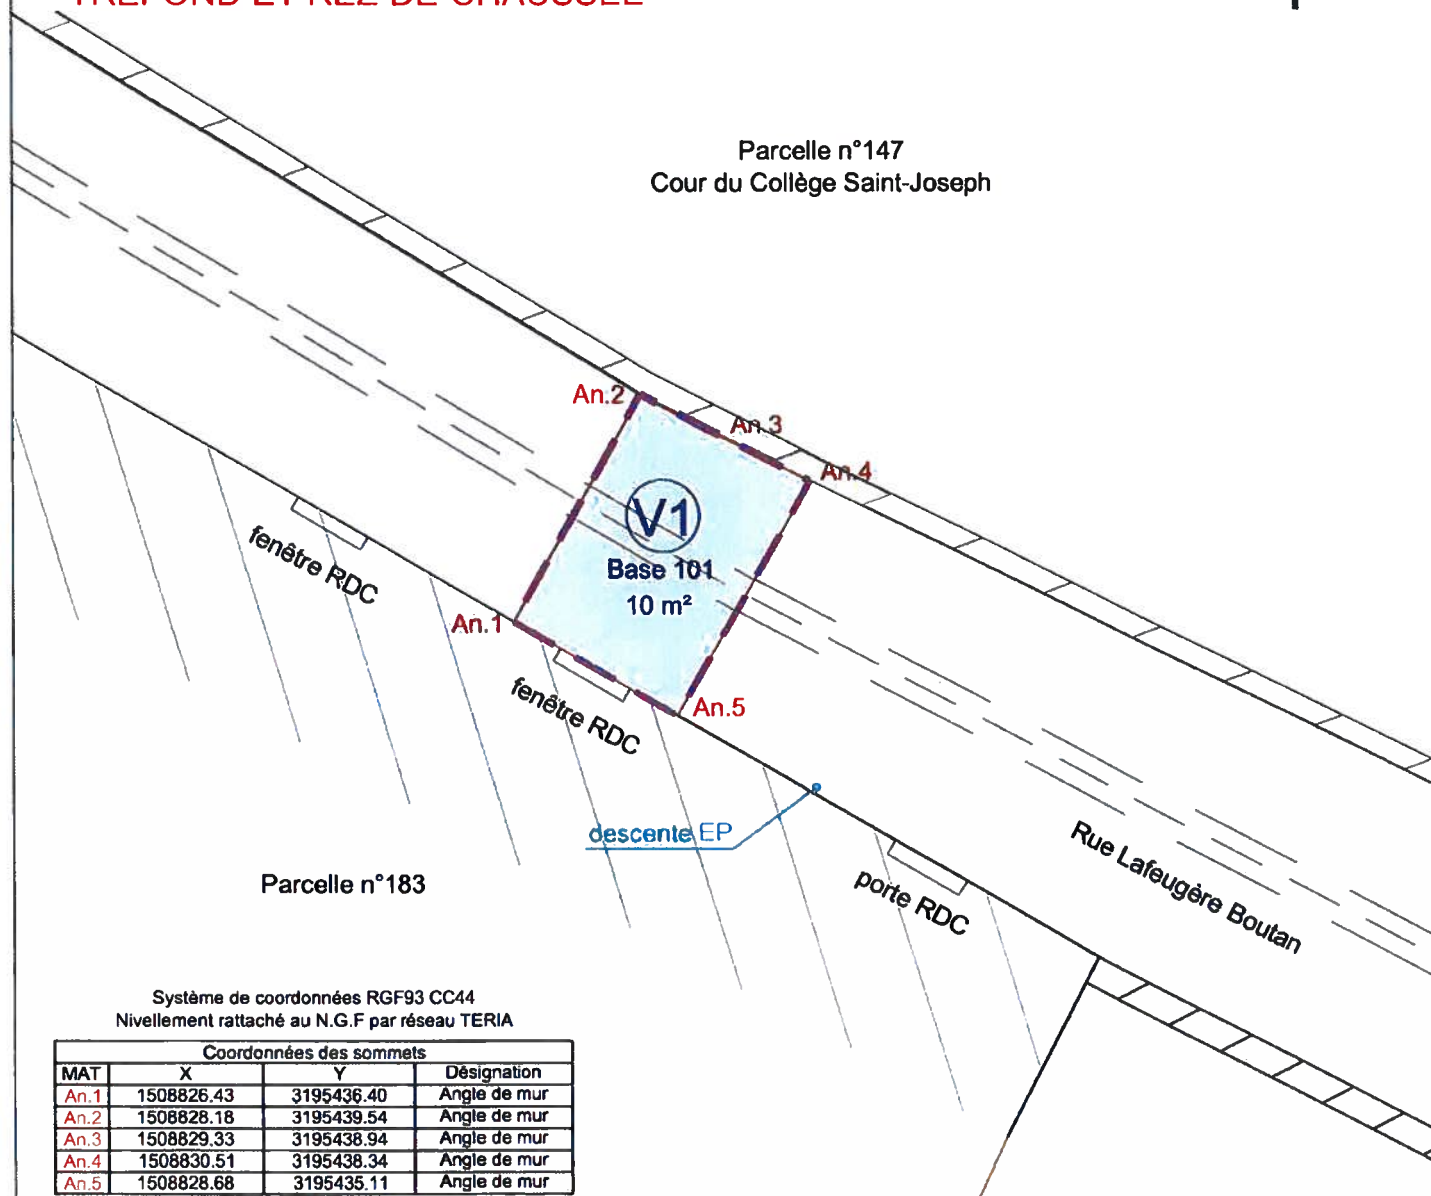 TREFOND ET REZ DE CHAUSSEE
Parcelle n°147
Cour du Collège Saint-Joseph
An.2
An.3
An.4
V1
Base 101
10 m²
fenêtre RDC
An.1
fenêtre RDC
An.5
descente EP
Parcelle n°183
porte RDC
Rue Lafeugère Boutan
Système de coordonnées RGF93 CC44
Nivellement rattaché au N.G.F par réseau TERIA
Coordonnées des sommets
MAT X Y Désignation
An.1 1508826.43 3195436.40 Angle de mur
An.2 1508828.18 3195439.54 Angle de mur
An.3 1508829.33 3195438.94 Angle de mur
An.4 1508830.51 3195438.34 Angle de mur
An.5 1508828.68 3195435.11 Angle de mur